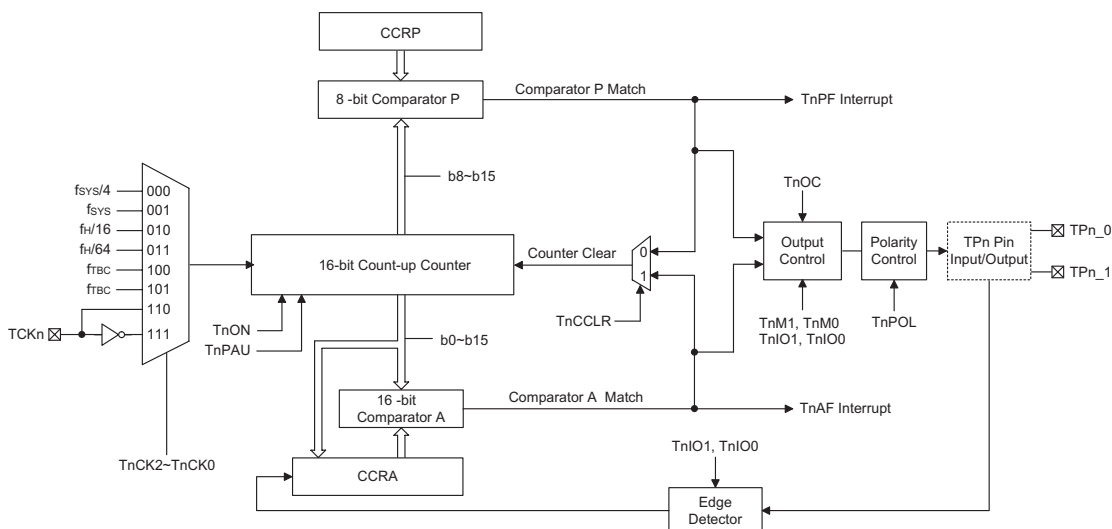 CCRP
8 -bit Comparator P
Comparator P Match
TnPF Interrupt
b8~b15
fSYS/4
000
fSYS
001
fH/16
010
fH/64
011
fTBC
100
fTBC
101
110
111
TCKn
TnCK2~TnCK0
16-bit Count-up Counter
TnON
TnPAU
Counter Clear
0
1
TnCCLR
TnOC
Output
Control
TnM1, TnM0
TnIO1, TnIO0
Polarity
Control
TnPOL
TPn Pin
Input/Output
TPn_0
TPn_1
b0~b15
16 -bit
Comparator A
Comparator A Match
TnAF Interrupt
CCRA
TnIO1, TnIO0
Edge
Detector